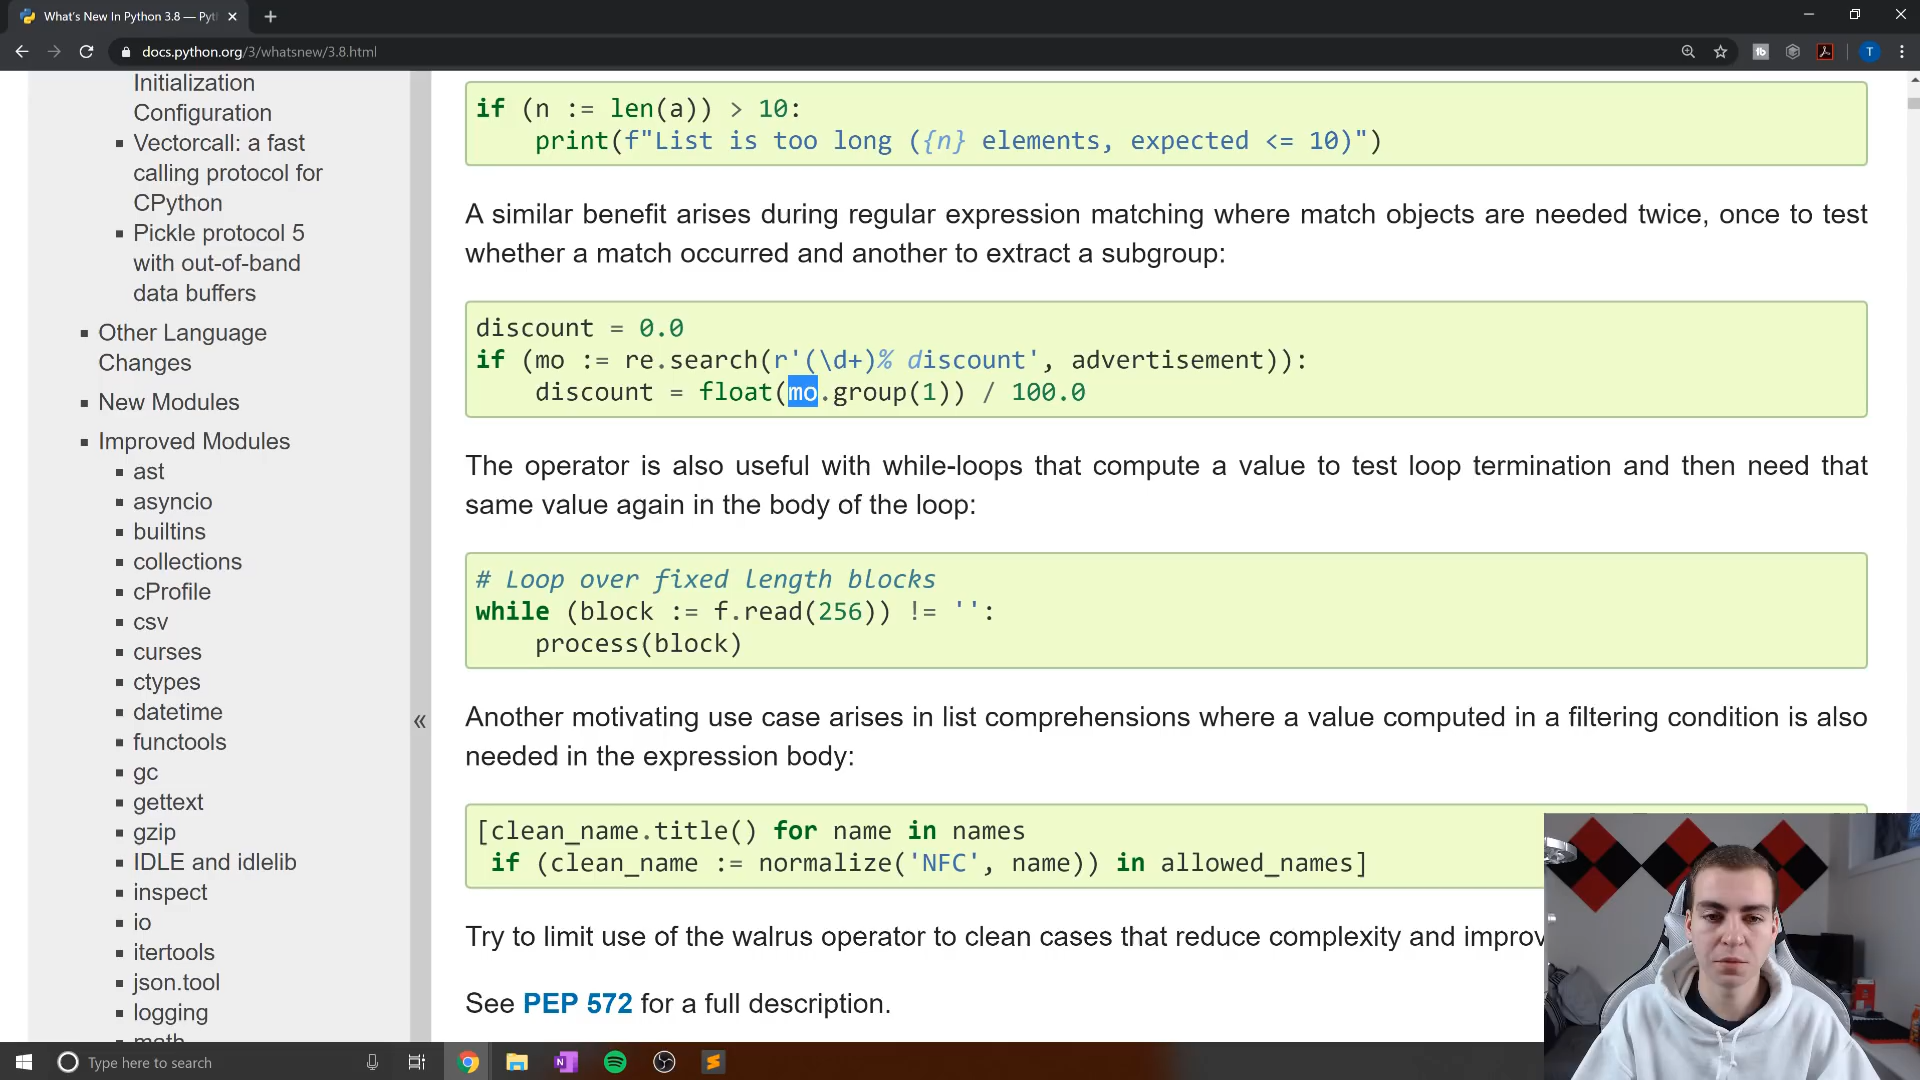 What's New In Python 3.8 — Pyt
docs.python.org/3/whatsnew/3.8.html
T
Initialization
Configuration
Vectorcall: a fast
calling protocol for
CPython
Pickle protocol 5
with out-of-band
data buffers
Other Language
Changes
New Modules
Improved Modules
ast
asyncio
builtins
collections
cProfile
csv
curses
ctypes
datetime
functools
gc
gettext
gzip
IDLE and idlelib
inspect
io
itertools
json.tool
logging
math
«
if (n := len(a)) > 10:
    print(f"List is too long ({n} elements, expected <= 10)")
A similar benefit arises during regular expression matching where match objects are needed twice, once to test
whether a match occurred and another to extract a subgroup:
discount = 0.0
if (mo := re.search(r'(\d+)% discount', advertisement)):
    discount = float(mo.group(1)) / 100.0
The operator is also useful with while-loops that compute a value to test loop termination and then need that
same value again in the body of the loop:
# Loop over fixed length blocks
while (block := f.read(256)) != '':
    process(block)
Another motivating use case arises in list comprehensions where a value computed in a filtering condition is also
needed in the expression body:
[clean_name.title() for name in names
 if (clean_name := normalize('NFC', name)) in allowed_names]
Try to limit use of the walrus operator to clean cases that reduce complexity and improv
See PEP 572 for a full description.
Type here to search